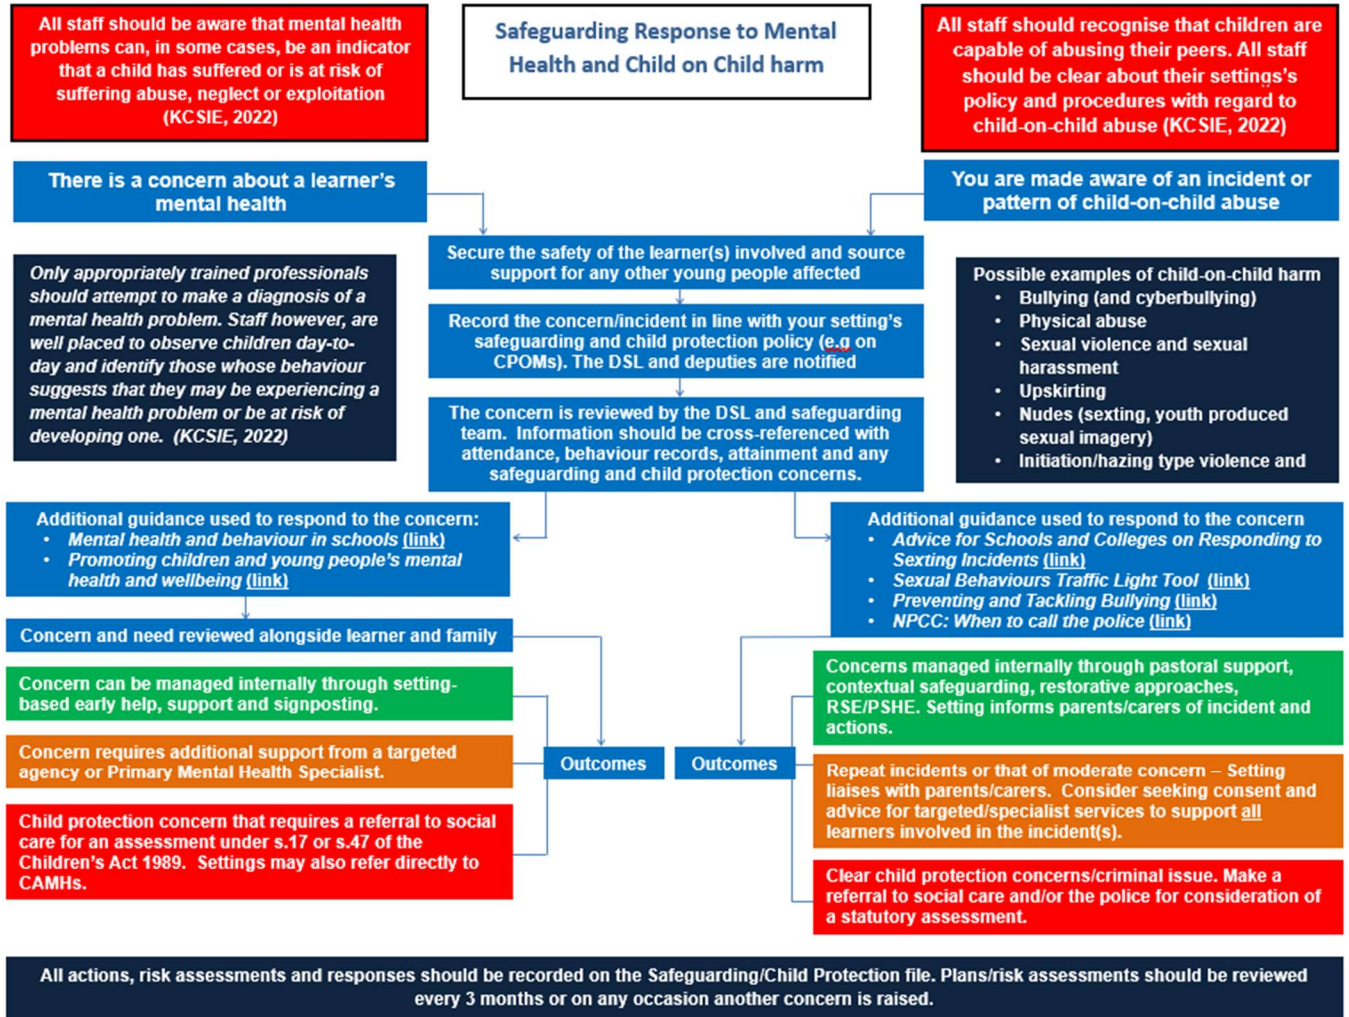 All staff should be aware that mental health
problems can, in some cases, be an indicator
that a child has suffered or is at risk of
suffering abuse, neglect or exploitation
(KCSIE, 2022)
Safeguarding Response to Mental
Health and Child on Child harm
All staff should recognise that children are
capable of abusing their peers. All staff
should be clear about their settings's
policy and procedures with regard to
child-on-child abuse (KCSIE, 2022)
There is a concern about a learner's
mental health
You are made aware of an incident or
pattern of child-on-child abuse
Secure the safety of the learner(s) involved and source
support for any other young people affected
Only appropriately trained professionals
should attempt to make a diagnosis of a
mental health problem. Staff however, are
well placed to observe children day-to-
day and identify those whose behaviour
suggests that they may be experiencing a
mental health problem or be at risk of
developing one. (KCSIE, 2022)
Record the concern/incident in line with your setting's
safeguarding and child protection policy (e.g on
CPOMs). The DSL and deputies are notified
Possible examples of child-on-child harm
• Bullying (and cyberbullying)
• Physical abuse
• Sexual violence and sexual
harassment
• Upskirting
• Nudes (sexting, youth produced
sexual imagery)
• Initiation/hazing type violence and
The concern is reviewed by the DSL and safeguarding
team. Information should be cross-referenced with
attendance, behaviour records, attainment and any
safeguarding and child protection concerns.
Additional guidance used to respond to the concern:
• Mental health and behaviour in schools (link)
• Promoting children and young people's mental
health and wellbeing (link)
Additional guidance used to respond to the concern
• Advice for Schools and Colleges on Responding to
Sexting Incidents (link)
• Sexual Behaviours Traffic Light Tool (link)
• Preventing and Tackling Bullying (link)
• NPCC: When to call the police (link)
Concern and need reviewed alongside learner and family
Concern can be managed internally through setting-
based early help, support and signposting.
Concern requires additional support from a targeted
agency or Primary Mental Health Specialist.
Child protection concern that requires a referral to social
care for an assessment under s.17 or s.47 of the
Children's Act 1989. Settings may also refer directly to
CAMHs.
Outcomes
Outcomes
Concerns managed internally through pastoral support,
contextual safeguarding, restorative approaches,
RSE/PSHE. Setting informs parents/carers of incident and
actions.
Repeat incidents or that of moderate concern – Setting
liaises with parents/carers. Consider seeking consent and
advice for targeted/specialist services to support all
learners involved in the incident(s).
Clear child protection concerns/criminal issue. Make a
referral to social care and/or the police for consideration of
a statutory assessment.
All actions, risk assessments and responses should be recorded on the Safeguarding/Child Protection file. Plans/risk assessments should be reviewed
every 3 months or on any occasion another concern is raised.